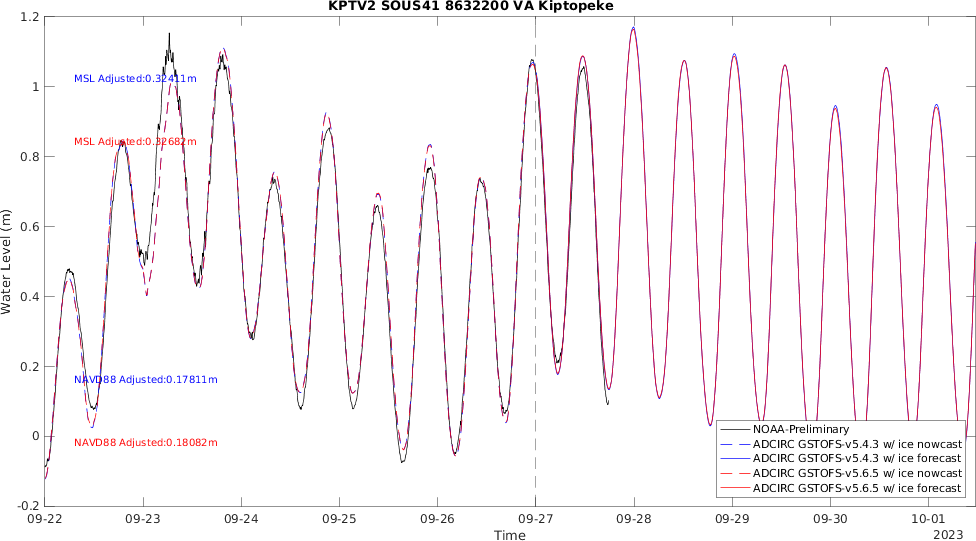 KPTV2 SOUS41 8632200 VA Kiptopeke
1.2
1
0.8
0.6
0.4
0.2
0
-0.2
Water Level (m)
MSL Adjusted:0.32411m
MSL Adjusted:0.32682m
NAVD88 Adjusted:0.17811m
NAVD88 Adjusted:0.18082m
NOAA-Preliminary
ADCIRC GSTOFS-v5.4.3 w/ ice nowcast
ADCIRC GSTOFS-v5.4.3 w/ ice forecast
ADCIRC GSTOFS-v5.6.5 w/ ice nowcast
ADCIRC GSTOFS-v5.6.5 w/ ice forecast
09-22 09-23 09-24 09-25 09-26 09-27 09-28 09-29 09-30 10-01
Time
2023